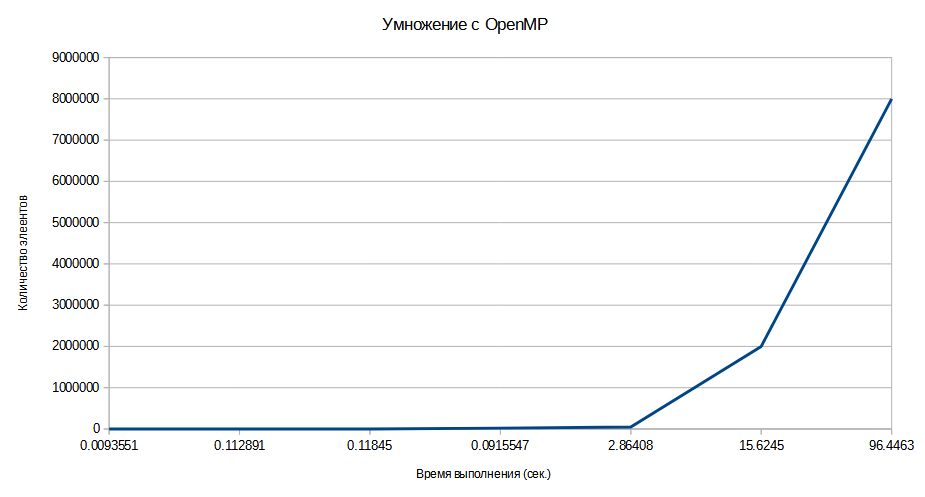 Умножение с OpenMP
9000000
8000000
7000000
6000000
5000000
4000000
3000000
2000000
1000000
0
Количество элеентов
0.0093551 0.112891 0.11845 0.0915547 2.86408 15.6245 96.4463
Время выполнения (сек.)